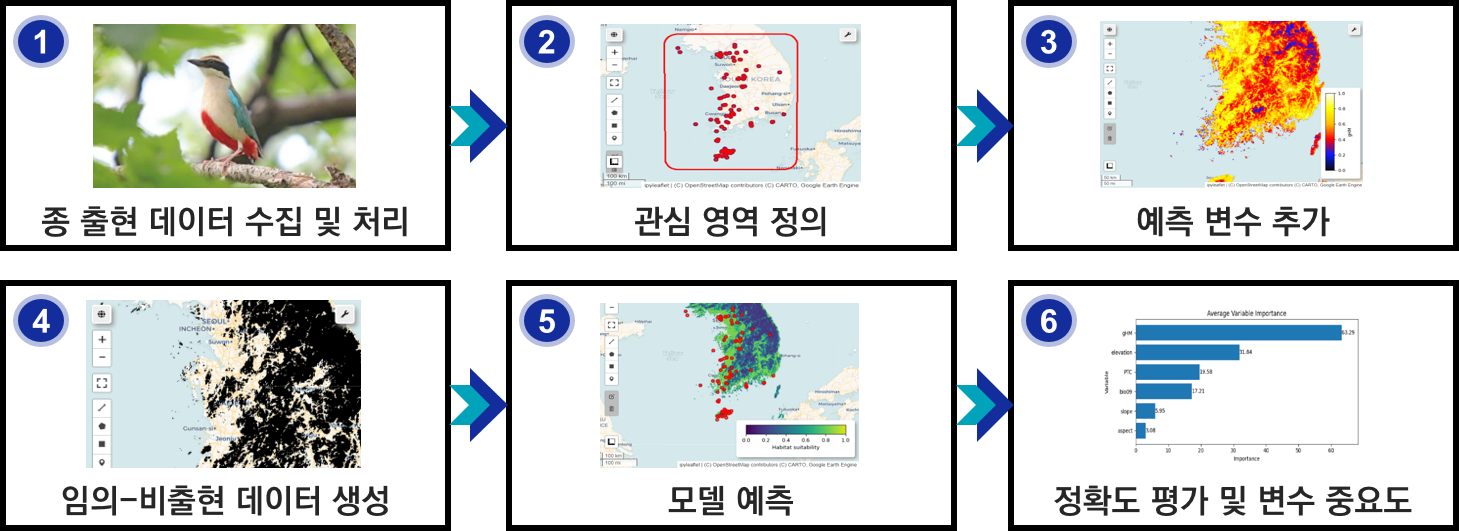 1
종 출현 데이터 수집 및 처리
2
Suwon
SOUTH KOREA
Daejeon
Pohang-si
Ulsan
Busan
Hiroshima
Fukuoka
100 km
100 mi
ipyleaflet | (C) OpenStreetMap contributors (C) CARTO, Google Earth Engine
관심 영역 정의
3
1.0
0.8
0.6
0.4
0.2
0.0
gHM
50 km
50 mi
ipyleaflet | (C) OpenStreetMap contributors (C) CARTO, Google Earth Engine
예측 변수 추가
4
SEOUL
INCHEON
Suwon
Gunsan-si
Jeonju
임의-비출현 데이터 생성
5
Hiroshima
Fukuoka
0.0 0.2 0.4 0.6 0.8 1.0
Habitat suitability
100 km
100 mi
ipyleaflet | (C) OpenStreetMap contributors (C) CARTO, Google Earth Engine
모델 예측
6
Average Variable Importance
Variable
gHM 63.29
elevation 31.84
PTC 19.58
bio09 17.21
slope 5.95
aspect 3.08
0 10 20 30 40 50 60
Importance
정확도 평가 및 변수 중요도